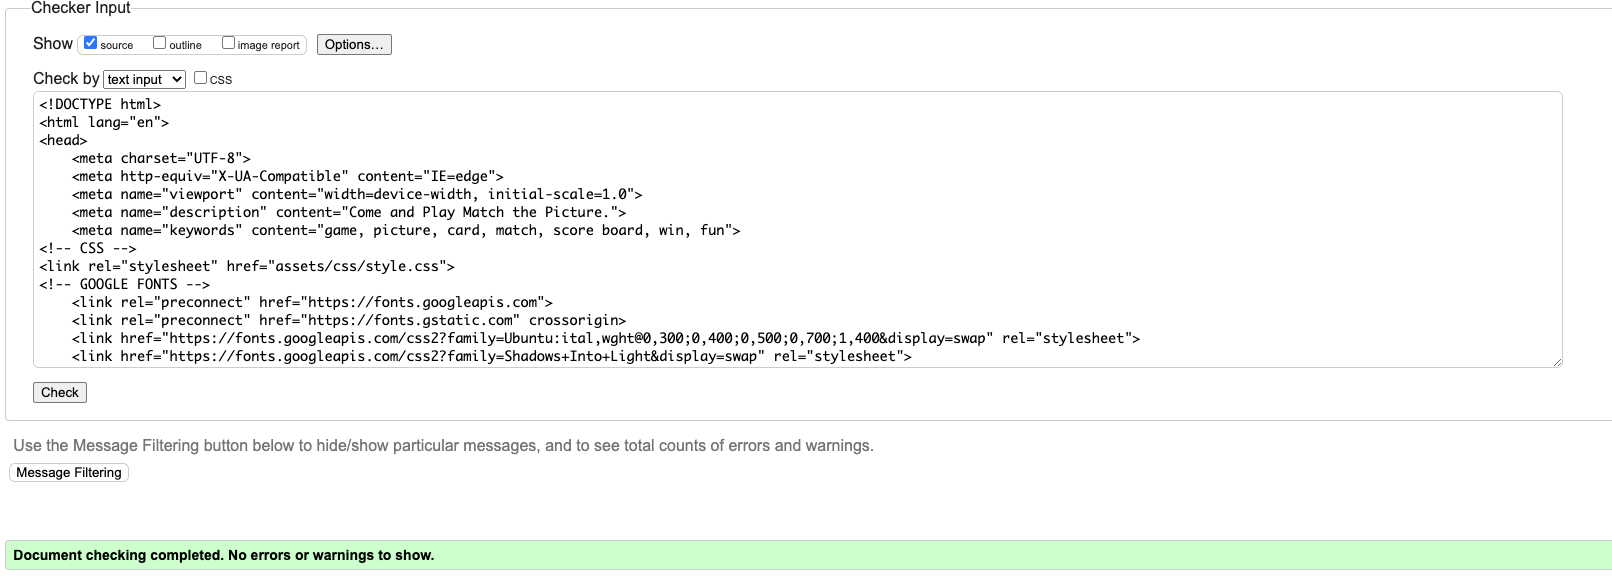 Checker Input
Show source outline image report Options...
Check by text input CSS
<!DOCTYPE html>
<html lang="en">
<head>
    <meta charset="UTF-8">
    <meta http-equiv="X-UA-Compatible" content="IE=edge">
    <meta name="viewport" content="width=device-width, initial-scale=1.0">
    <meta name="description" content="Come and Play Match the Picture.">
    <meta name="keywords" content="game, picture, card, match, score board, win, fun">
<!-- CSS -->
<link rel="stylesheet" href="assets/css/style.css">
<!-- GOOGLE FONTS -->
    <link rel="preconnect" href="https://fonts.googleapis.com">
    <link rel="preconnect" href="https://fonts.gstatic.com" crossorigin>
    <link href="https://fonts.googleapis.com/css2?family=Ubuntu:ital,wght@0,300;0,400;0,500;0,700;1,400&display=swap" rel="stylesheet">
    <link href="https://fonts.googleapis.com/css2?family=Shadows+Into+Light&display=swap" rel="stylesheet">
Check
Use the Message Filtering button below to hide/show particular messages, and to see total counts of errors and warnings.
Message Filtering
Document checking completed. No errors or warnings to show.